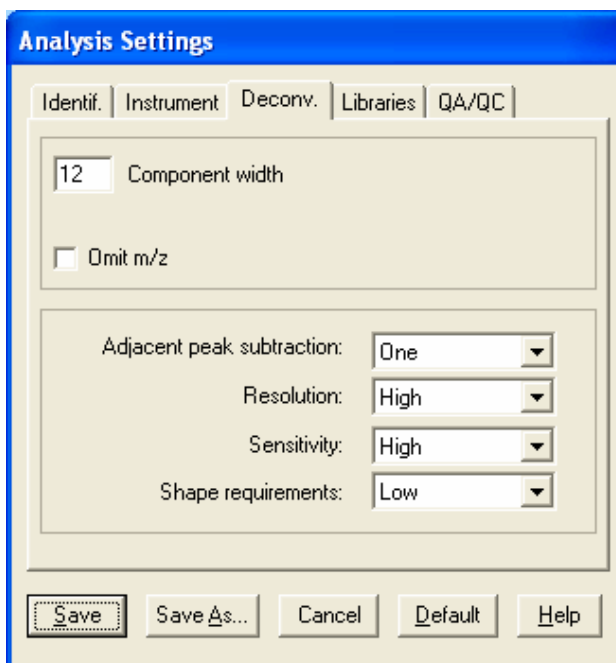 Analysis Settings
Identif. Instrument Deconv. Libraries QA/QC
12 Component width
Omit m/z
Adjacent peak subtraction: One
Resolution: High
Sensitivity: High
Shape requirements: Low
Save Save As... Cancel Default Help